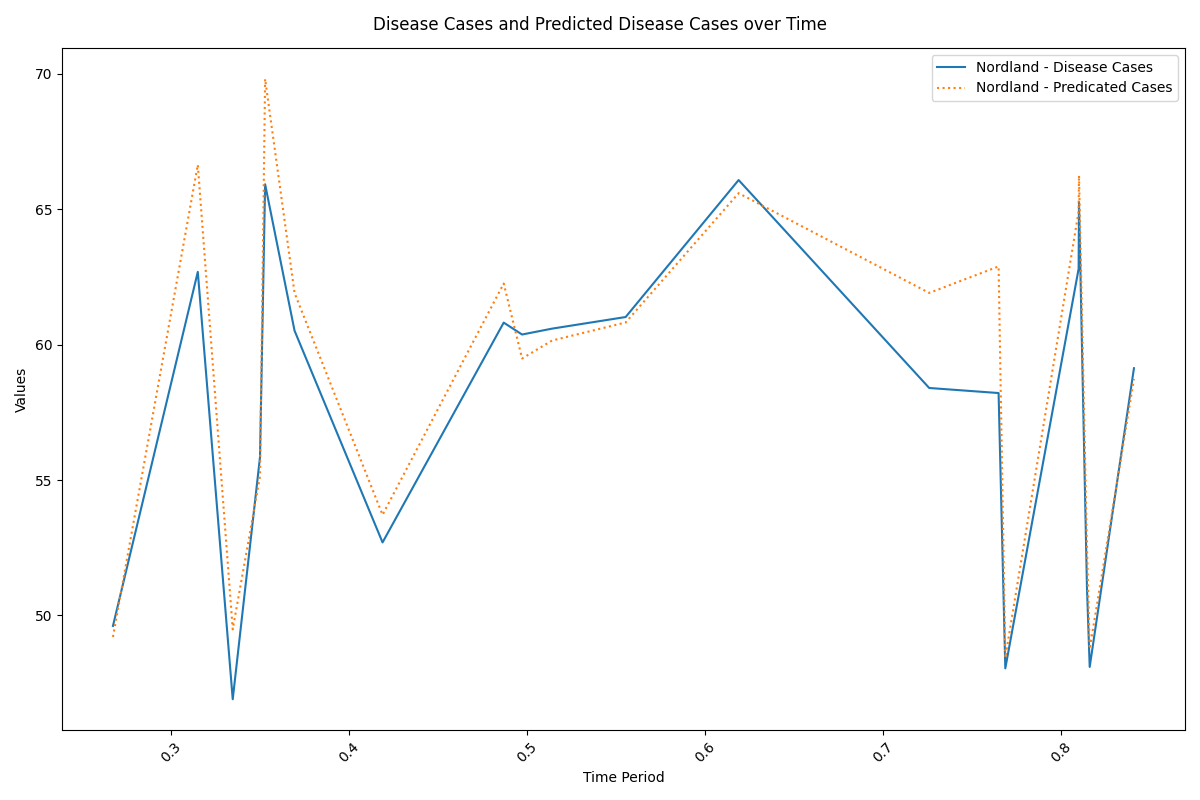 Disease Cases and Predicted Disease Cases over Time
Nordland - Disease Cases
Nordland - Predicated Cases
Values
70
65
60
55
50
0.3
0.4
0.5
0.6
0.7
0.8
Time Period